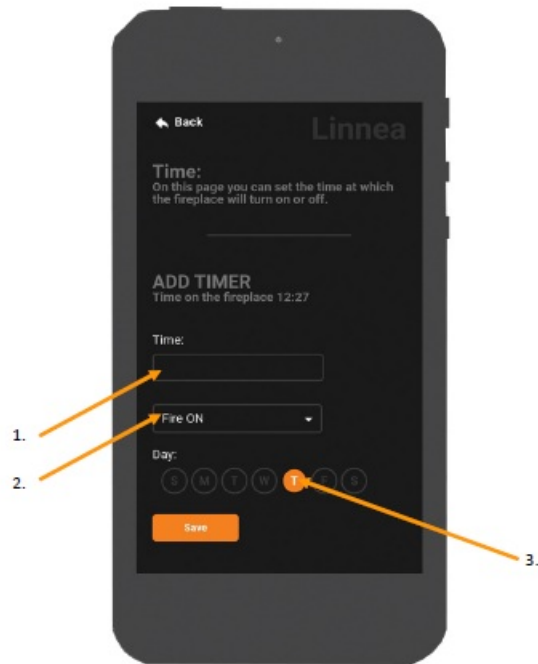 Back
Linnea
Time:
On this page you can set the time at which
the fireplace will turn on or off.
ADD TIMER
Time on the fireplace 12:27
Time:
1.
Fire ON
2.
Day:
S M T W T F S
Save
3.